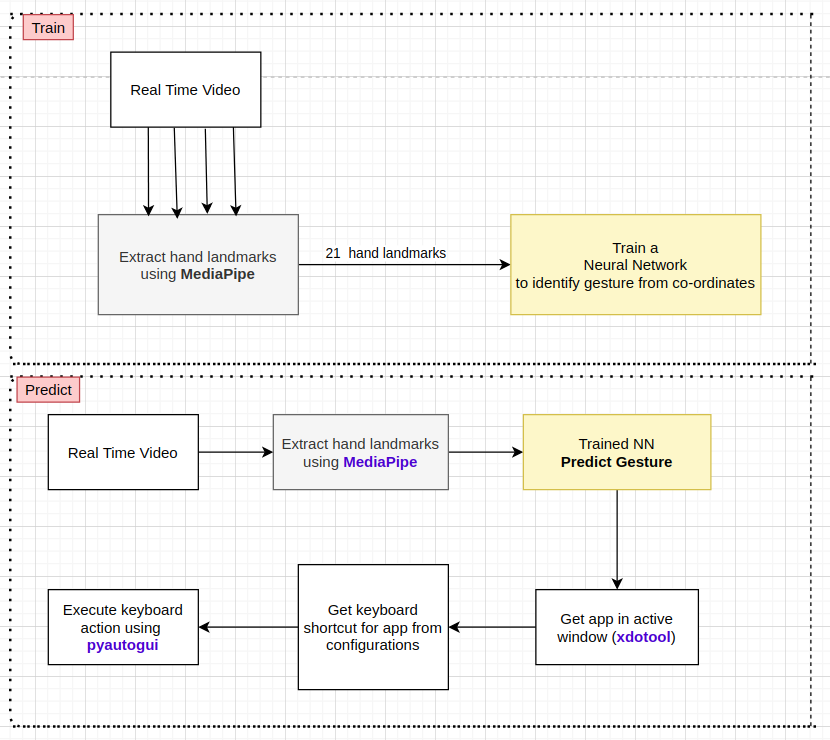 Train
Real Time Video
Extract hand landmarks
using MediaPipe
21 hand landmarks
Train a
Neural Network
to identify gesture from co-ordinates
Predict
Real Time Video
Extract hand landmarks
using MediaPipe
Trained NN
Predict Gesture
Get app in active
window (xdotool)
Get keyboard
shortcut for app from
configurations
Execute keyboard
action using
pyautogui